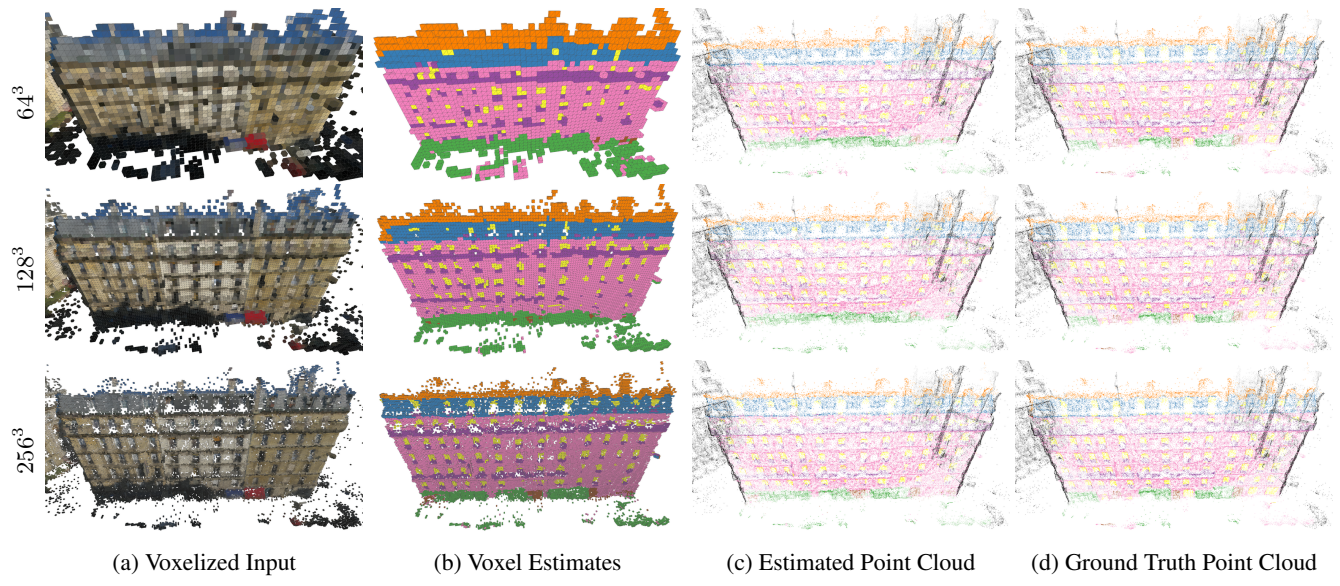 64³
128³
256³
(a) Voxelized Input
(b) Voxel Estimates
(c) Estimated Point Cloud
(d) Ground Truth Point Cloud